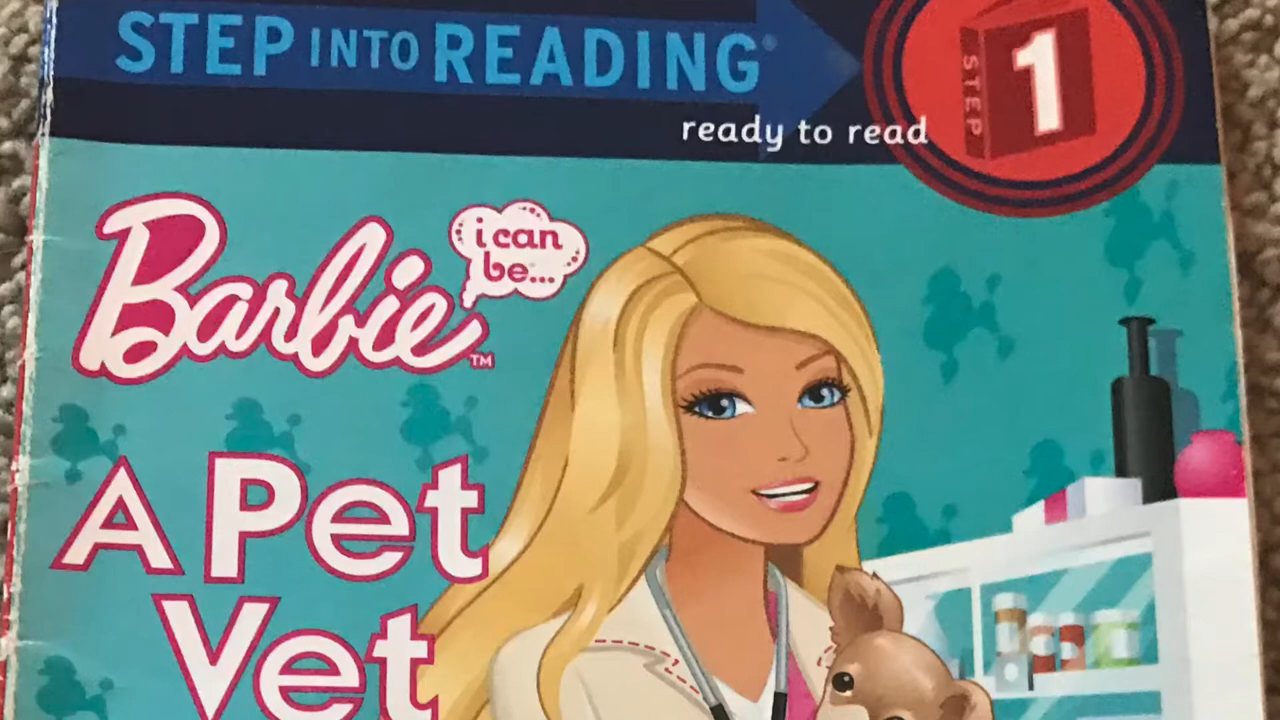 STEP INTO READING®
STEP 1
ready to read
Barbie™
i can
be...
A Pet
Vet